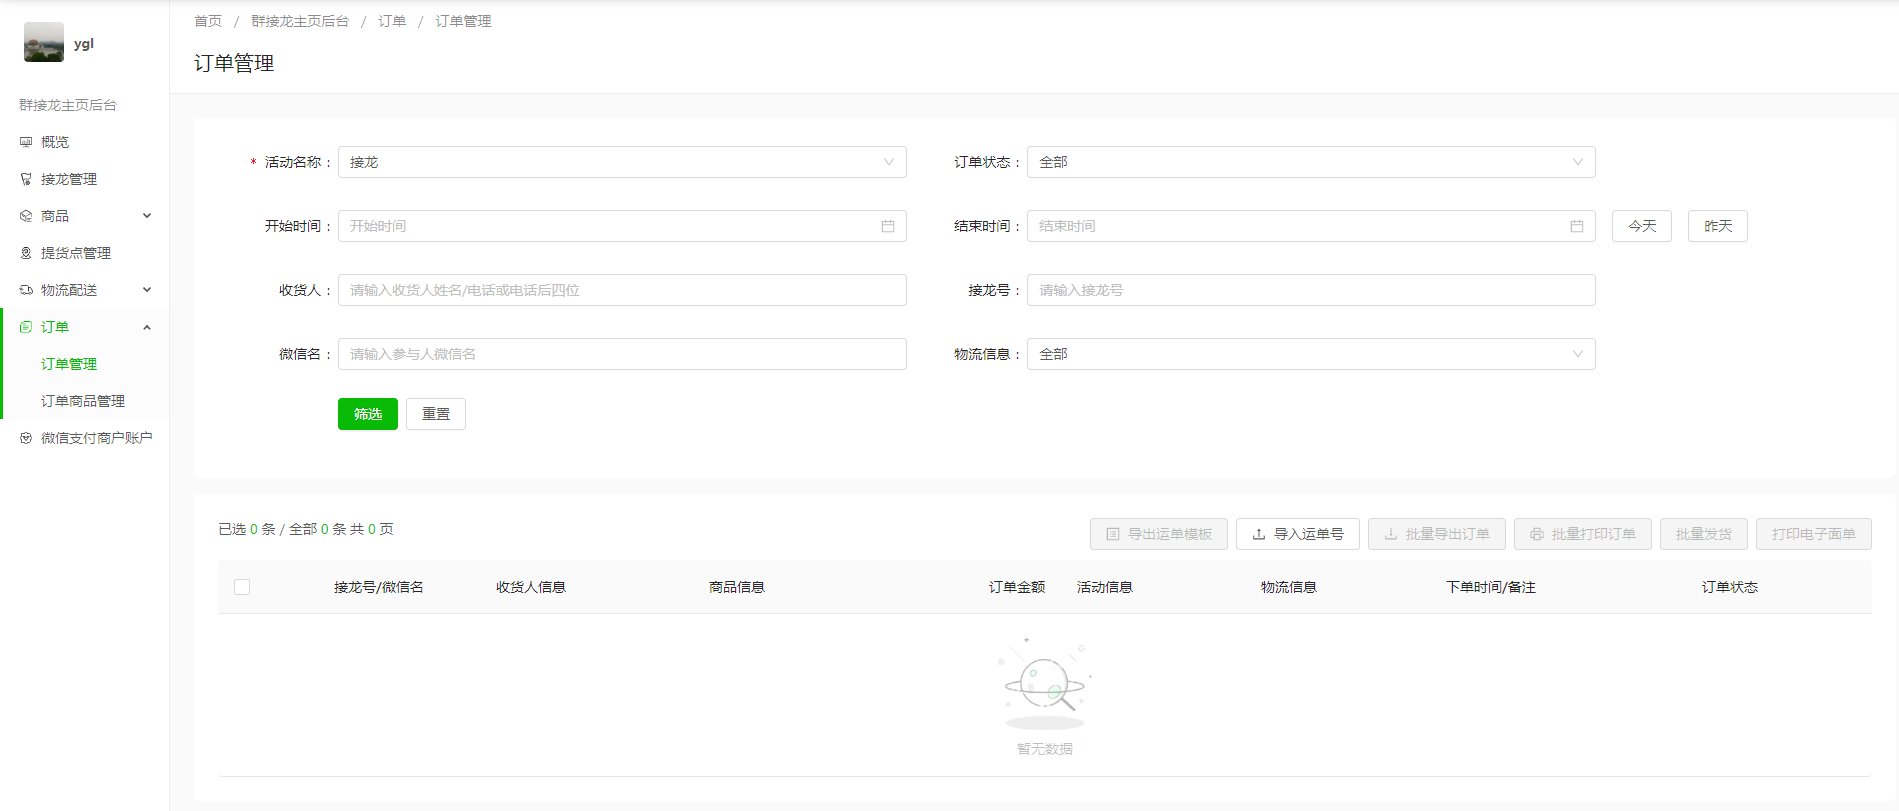 ygl
群接龙主页后台
概览
接龙管理
商品
提货点管理
物流配送
订单
订单管理
订单商品管理
微信支付商户账户
首页 / 群接龙主页后台 / 订单 / 订单管理
订单管理
* 活动名称 : 接龙
订单状态 : 全部
开始时间 : 开始时间
结束时间 : 结束时间 今天 昨天
收货人 : 请输入收货人姓名/电话或电话后四位
接龙号 : 请输入接龙号
微信名 : 请输入参与人微信名
物流信息 : 全部
筛选 重置
已选 0 条 / 全部 0 条 共 0 页
导出运单模板 导入运单号 批量导出订单 批量打印订单 批量发货 打印电子面单
接龙号/微信名 收货人信息 商品信息 订单金额 活动信息 物流信息 下单时间/备注 订单状态
暂无数据